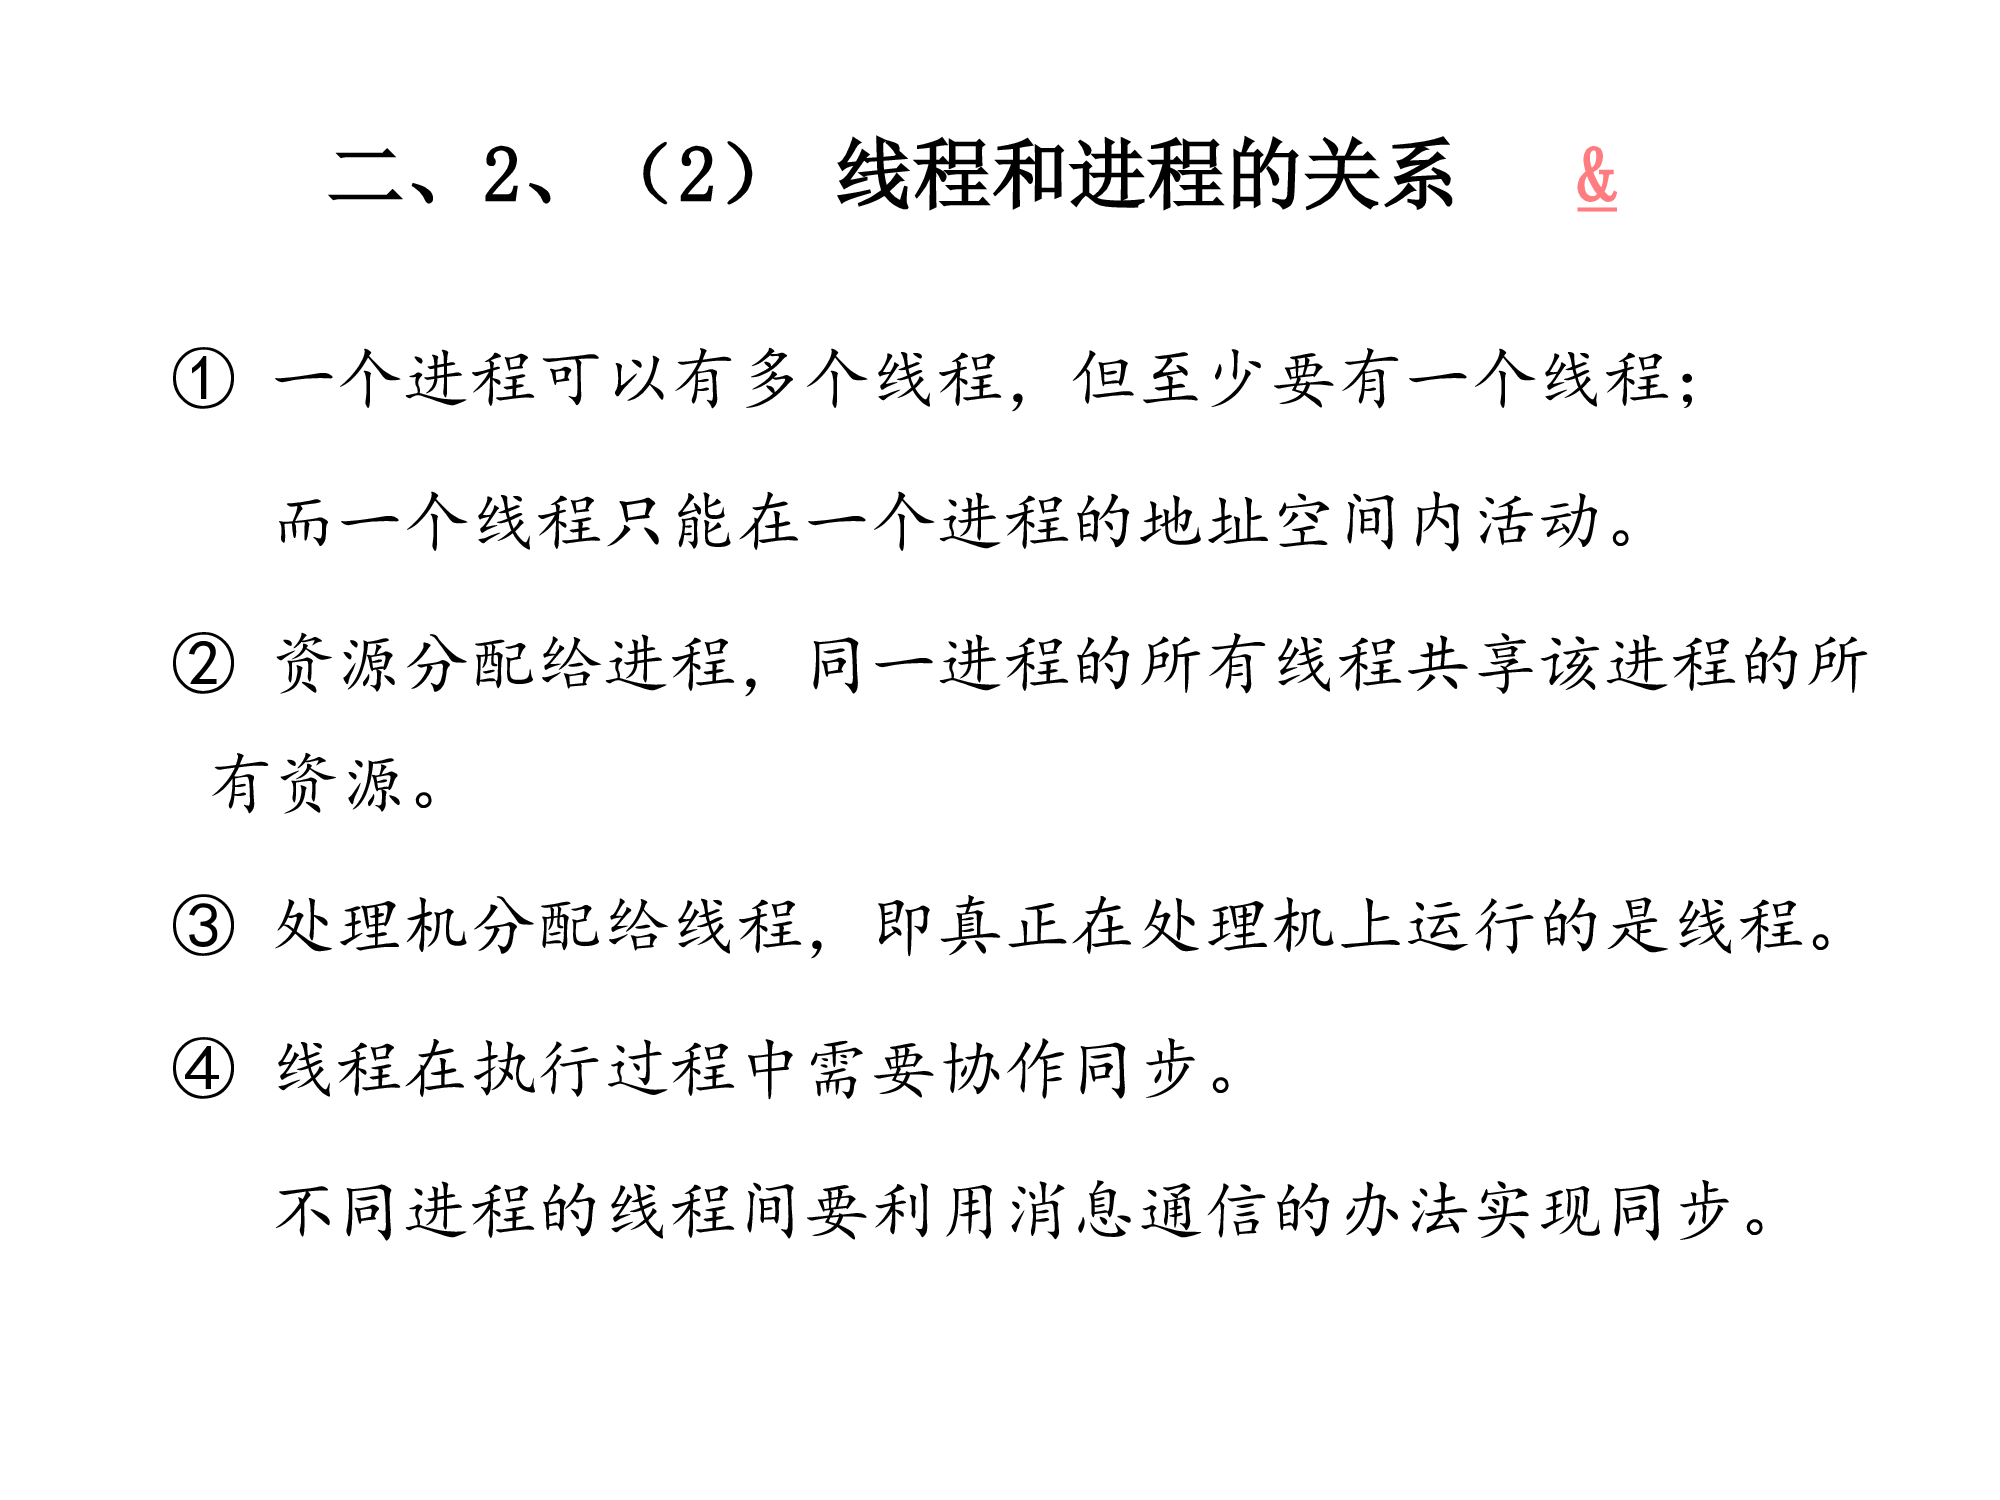 二、2、（2） 线程和进程的关系 &
① 一个进程可以有多个线程，但至少要有一个线程；
而一个线程只能在一个进程的地址空间内活动。
② 资源分配给进程，同一进程的所有线程共享该进程的所
有资源。
③ 处理机分配给线程，即真正在处理机上运行的是线程。
④ 线程在执行过程中需要协作同步。
不同进程的线程间要利用消息通信的办法实现同步。